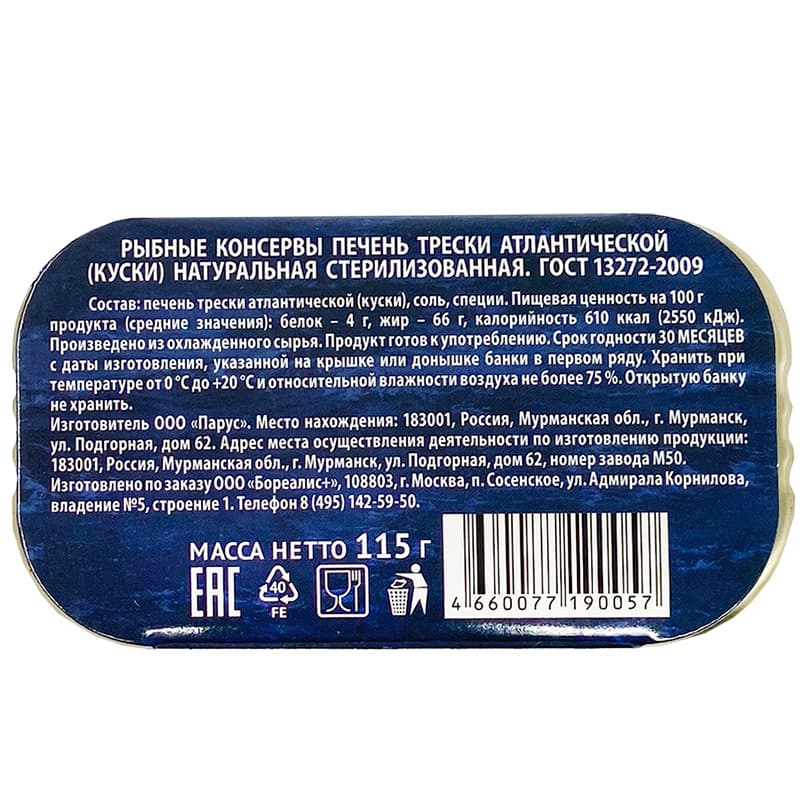 РЫБНЫЕ КОНСЕРВЫ ПЕЧЕНЬ ТРЕСКИ АТЛАНТИЧЕСКОЙ
(КУСКИ) НАТУРАЛЬНАЯ СТЕРИЛИЗОВАННАЯ. ГОСТ 13272-2009
Состав: печень трески атлантической (куски), соль, специи. Пищевая ценность на 100 г
продукта (средние значения): белок – 4 г, жир – 66 г, калорийность 610 ккал (2550 кДж).
Произведено из охлажденного сырья. Продукт готов к употреблению. Срок годности 30 МЕСЯЦЕВ
с даты изготовления, указанной на крышке или донышке банки в первом ряду. Хранить при
температуре от 0 °С до +20 °С и относительной влажности воздуха не более 75 %. Открытую банку
не хранить.
Изготовитель ООО «Парус». Место нахождения: 183001, Россия, Мурманская обл., г. Мурманск,
ул. Подгорная, дом 62. Адрес места осуществления деятельности по изготовлению продукции:
183001, Россия, Мурманская обл., г. Мурманск, ул. Подгорная, дом 62, номер завода М50.
Изготовлено по заказу ООО «Бореалис+», 108803, г. Москва, п. Сосенское, ул. Адмирала Корнилова,
владение №5, строение 1. Телефон 8 (495) 142-59-50.
МАССА НЕТТО 115 г
EAC
40
FE
4 660077 190057